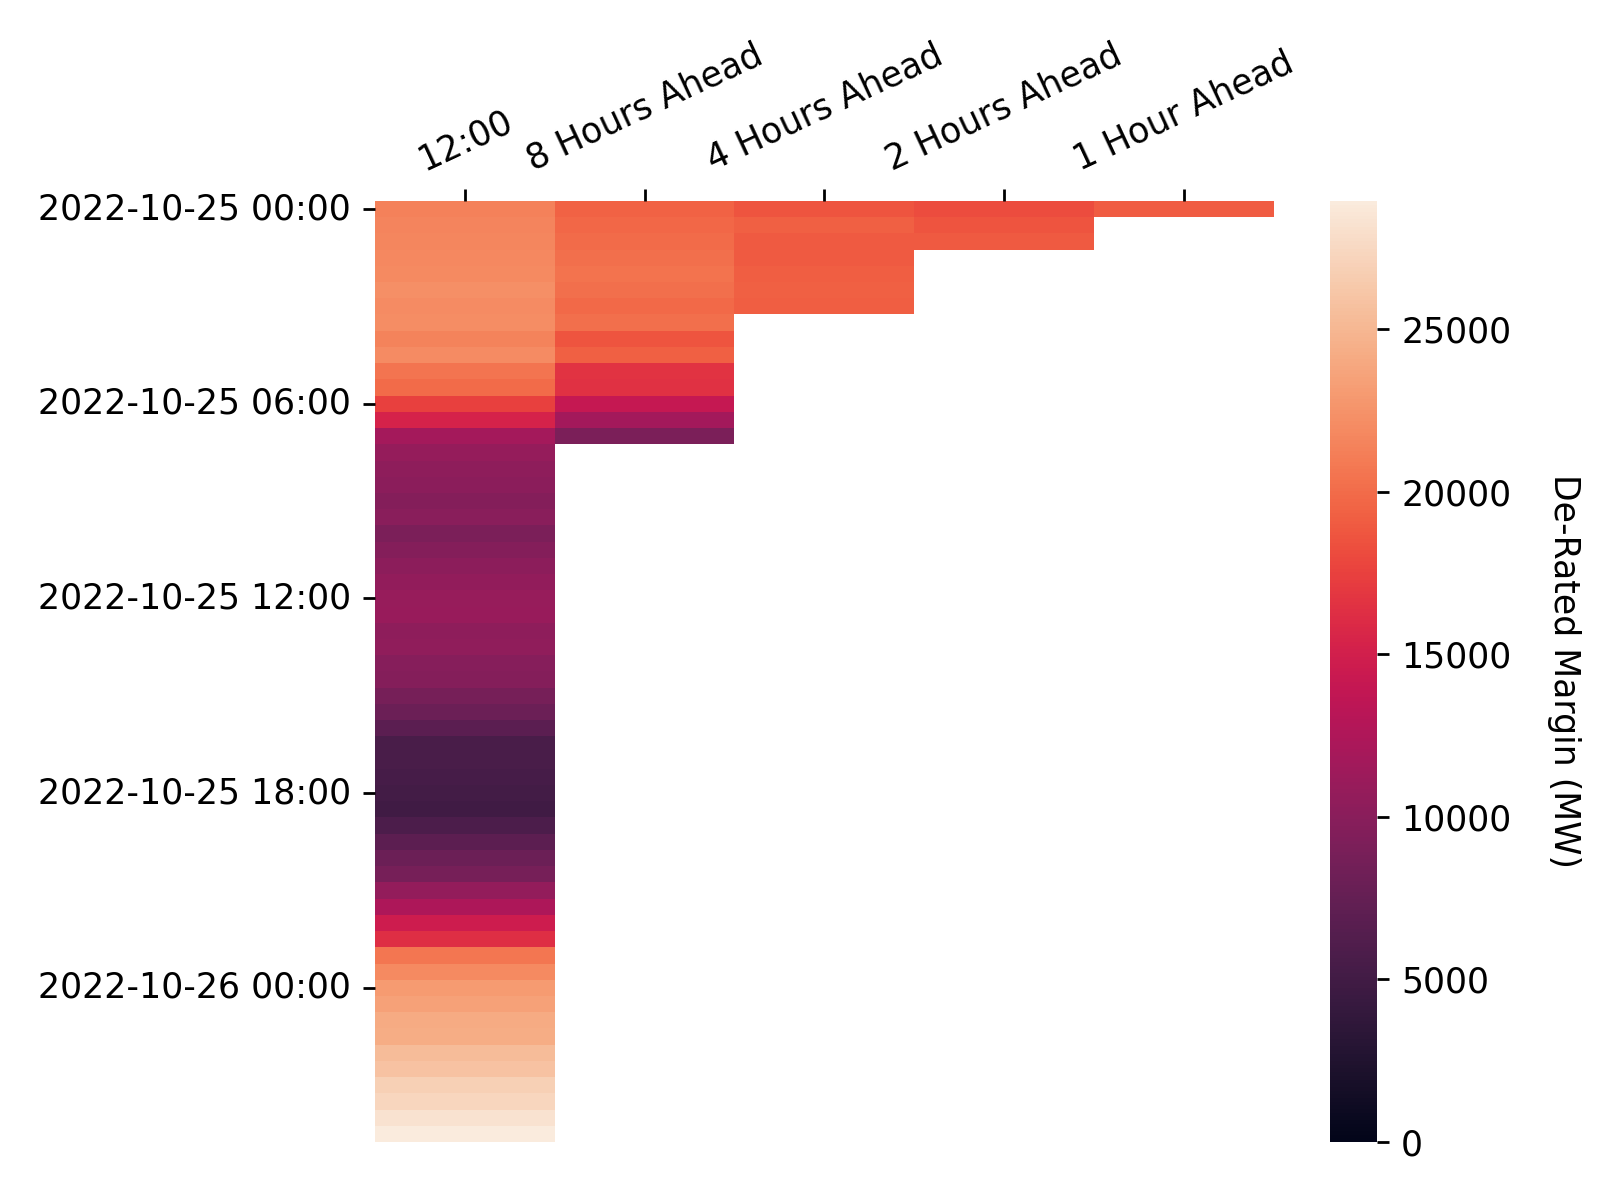 12:00
8 Hours Ahead
4 Hours Ahead
2 Hours Ahead
1 Hour Ahead
2022-10-25 00:00
2022-10-25 06:00
2022-10-25 12:00
2022-10-25 18:00
2022-10-26 00:00
25000
20000
15000
10000
5000
0
De-Rated Margin (MW)